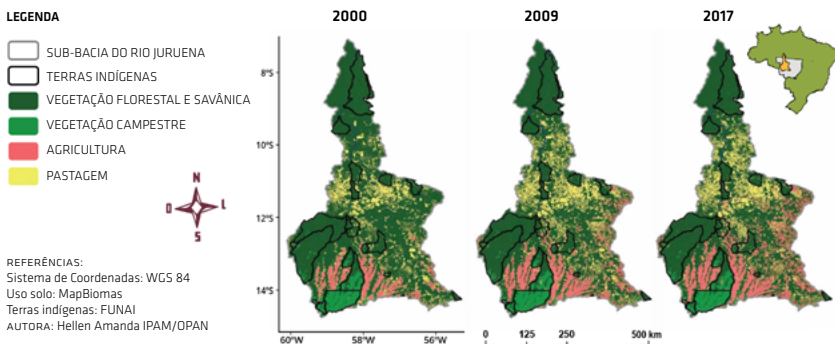 LEGENDA
SUB-BACIA DO RIO JURUENA
TERRAS INDÍGENAS
VEGETAÇÃO FLORESTAL E SAVÂNICA
VEGETAÇÃO CAMPESTRE
AGRICULTURA
PASTAGEM
N
O L
S
REFERÊNCIAS:
Sistema de Coordenadas: WGS 84
Uso solo: MapBiomas
Terras indígenas: FUNAI
AUTORA: Hellen Amanda IPAM/OPAN
2000 2009 2017
8°S
10°S
12°S
14°S
60°W 58°W 56°W
0 125 250 500 km